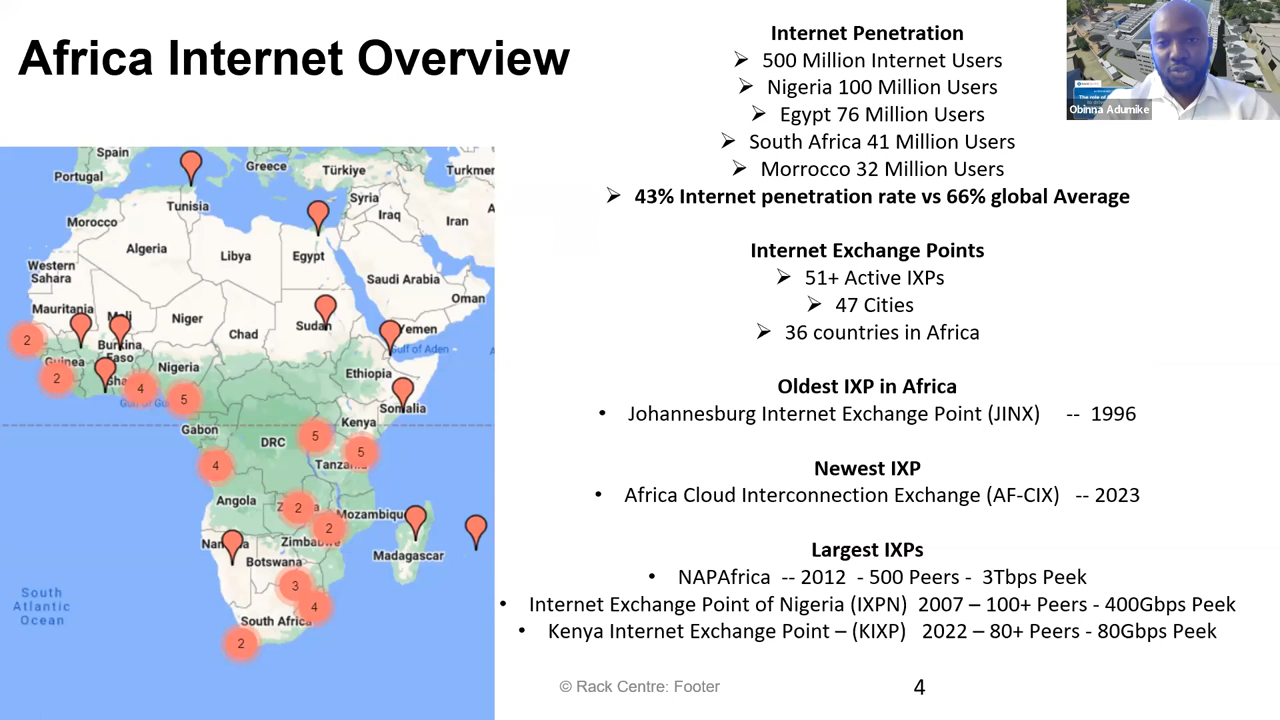 Africa Internet Overview
Internet Penetration
➢ 500 Million Internet Users
➢ Nigeria 100 Million Users
➢ Egypt 76 Million Users
➢ South Africa 41 Million Users
➢ Morrocco 32 Million Users
➢ 43% Internet penetration rate vs 66% global Average
Internet Exchange Points
➢ 51+ Active IXPs
➢ 47 Cities
➢ 36 countries in Africa
Oldest IXP in Africa
• Johannesburg Internet Exchange Point (JINX) -- 1996
Newest IXP
• Africa Cloud Interconnection Exchange (AF-CIX) -- 2023
Largest IXPs
• NAPAfrica -- 2012 - 500 Peers - 3Tbps Peek
• Internet Exchange Point of Nigeria (IXPN) 2007 – 100+ Peers - 400Gbps Peek
• Kenya Internet Exchange Point – (KIXP) 2022 – 80+ Peers - 80Gbps Peek
© Rack Centre: Footer
4
Obinna Adumike
The role of
Spain
Portugal
Greece
Türkiye
Turkmer
Syria
Iraq
Iran
A
Tunisia
Morocco
Algeria
Libya
Egypt
Western
Sahara
Saudi Arabia
Oman
Mauritania
Mali
Niger
Chad
Sudan
Yemen
Gulf of Aden
2
Burkina
Faso
Guinea
2
Gha
4
Nigeria
5
Ethiopia
Somalia
Gabon
DRC
5
Kenya
5
4
Tanza
Angola
2
2
Mozambiqu
Zimbabwe
Madagascar
Botswana
3
4
South Africa
2
South
Atlantic
Ocean